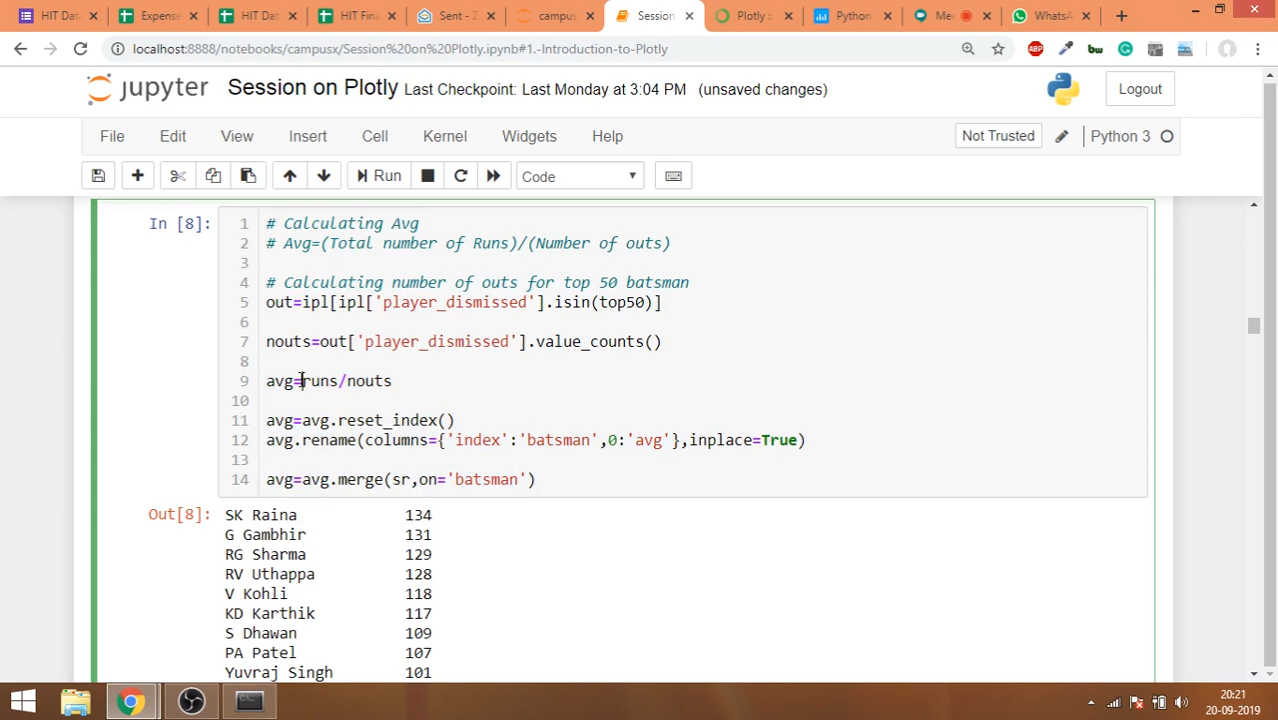 Expense
HIT Dat
HIT Fina
Sent - Z
campus
Session
Plotly a
Python
Me
WhatsA
localhost:8888/notebooks/campusx/Session%20on%20Plotly.ipynb#1.-Introduction-to-Plotly
ABP
bw
jupyter Session on Plotly Last Checkpoint: Last Monday at 3:04 PM (unsaved changes)
Logout
File Edit View Insert Cell Kernel Widgets Help
Not Trusted
Python 3
Run
Code
In [8]:
1 # Calculating Avg
2 # Avg=(Total number of Runs)/(Number of outs)
3
4 # Calculating number of outs for top 50 batsman
5 out=ipl[ipl['player_dismissed'].isin(top50)]
6
7 nouts=out['player_dismissed'].value_counts()
8
9 avg=runs/nouts
10
11 avg=avg.reset_index()
12 avg.rename(columns={'index':'batsman',0:'avg'},inplace=True)
13
14 avg=avg.merge(sr,on='batsman')
Out[8]: SK Raina 134
G Gambhir 131
RG Sharma 129
RV Uthappa 128
V Kohli 118
KD Karthik 117
S Dhawan 109
PA Patel 107
Yuvraj Singh 101
20:21
20-09-2019